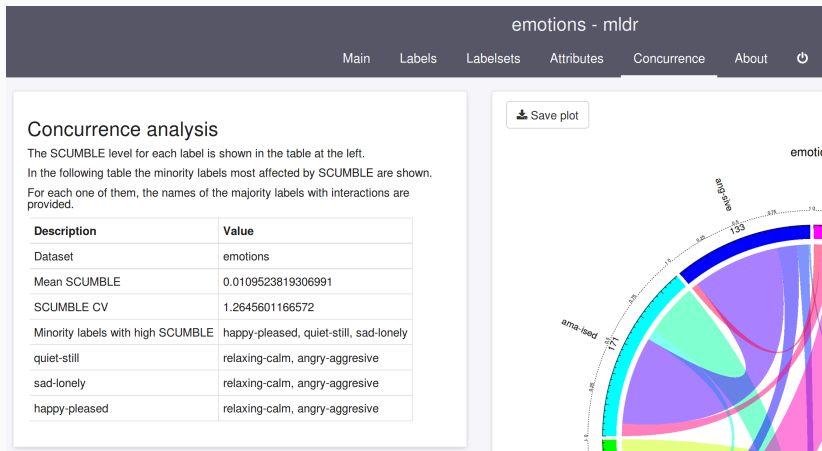 emotions - mldr
Main Labels Labelsets Attributes Concurrence About
Concurrence analysis
The SCUMBLE level for each label is shown in the table at the left.
In the following table the minority labels most affected by SCUMBLE are shown.
For each one of them, the names of the majority labels with interactions are
provided.
Description Value
Dataset emotions
Mean SCUMBLE 0.0109523819306991
SCUMBLE CV 1.2645601166572
Minority labels with high SCUMBLE happy-pleased, quiet-still, sad-lonely
quiet-still relaxing-calm, angry-aggresive
sad-lonely relaxing-calm, angry-aggresive
happy-pleased relaxing-calm, angry-aggresive
Save plot
emotio
ang-sive
133
ama-ised
171